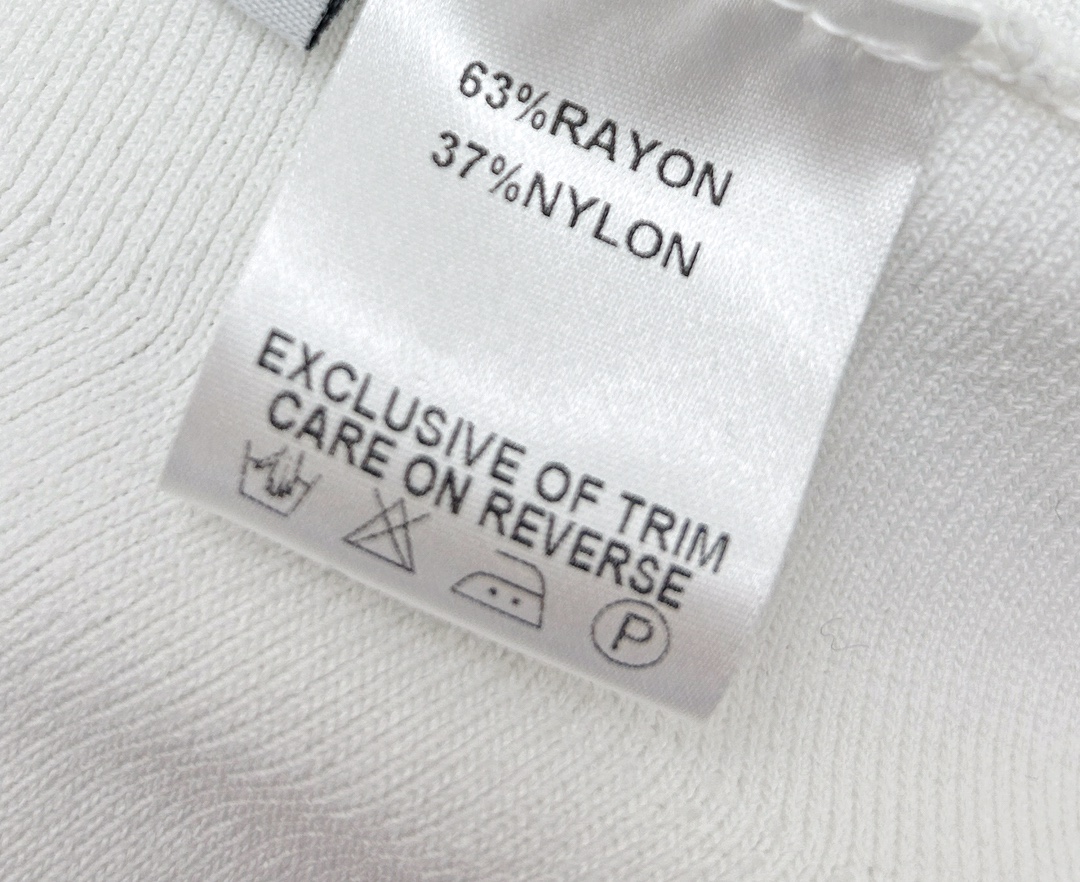 63%RAYON
37%NYLON
EXCLUSIVE OF TRIM
CARE ON REVERSE
P